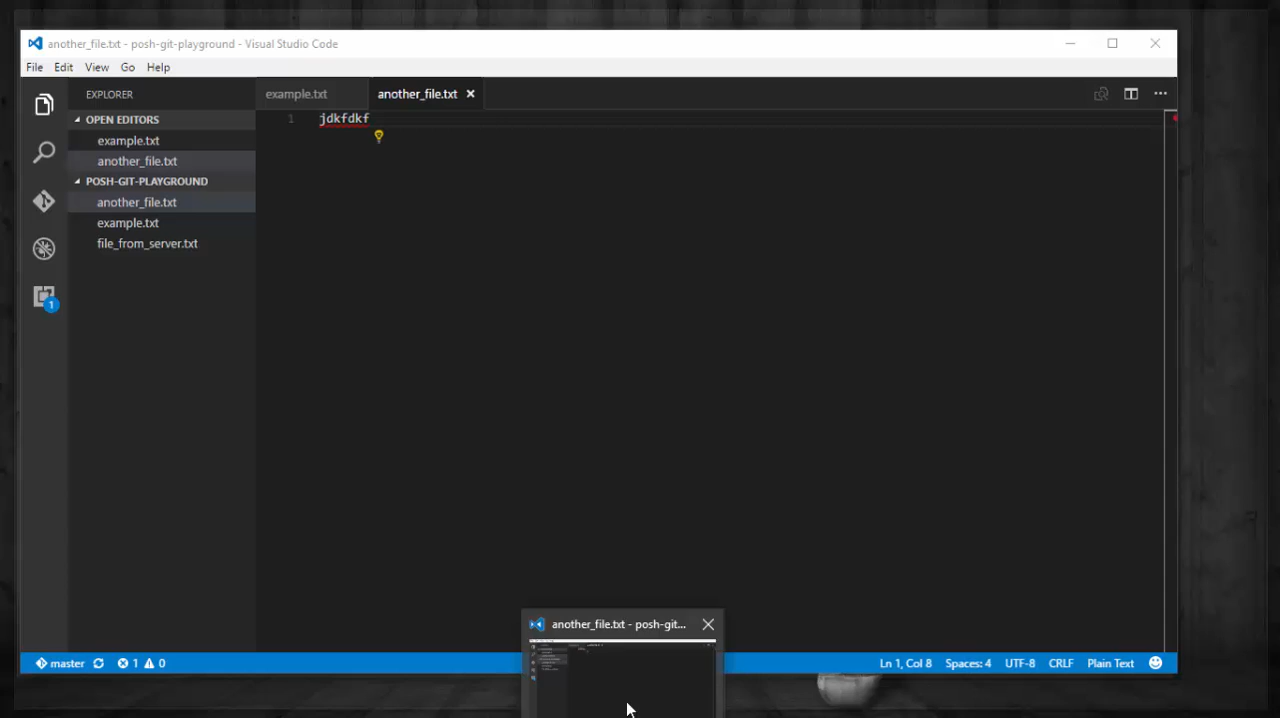 another_file.txt - posh-git-playground - Visual Studio Code
File Edit View Go Help
EXPLORER
example.txt another_file.txt
OPEN EDITORS
example.txt
another_file.txt
POSH-GIT-PLAYGROUND
another_file.txt
example.txt
file_from_server.txt
1 jdkfdkf
1
another_file.txt - posh-git...
master 1 0 Ln 1, Col 8 Spaces: 4 UTF-8 CRLF Plain Text